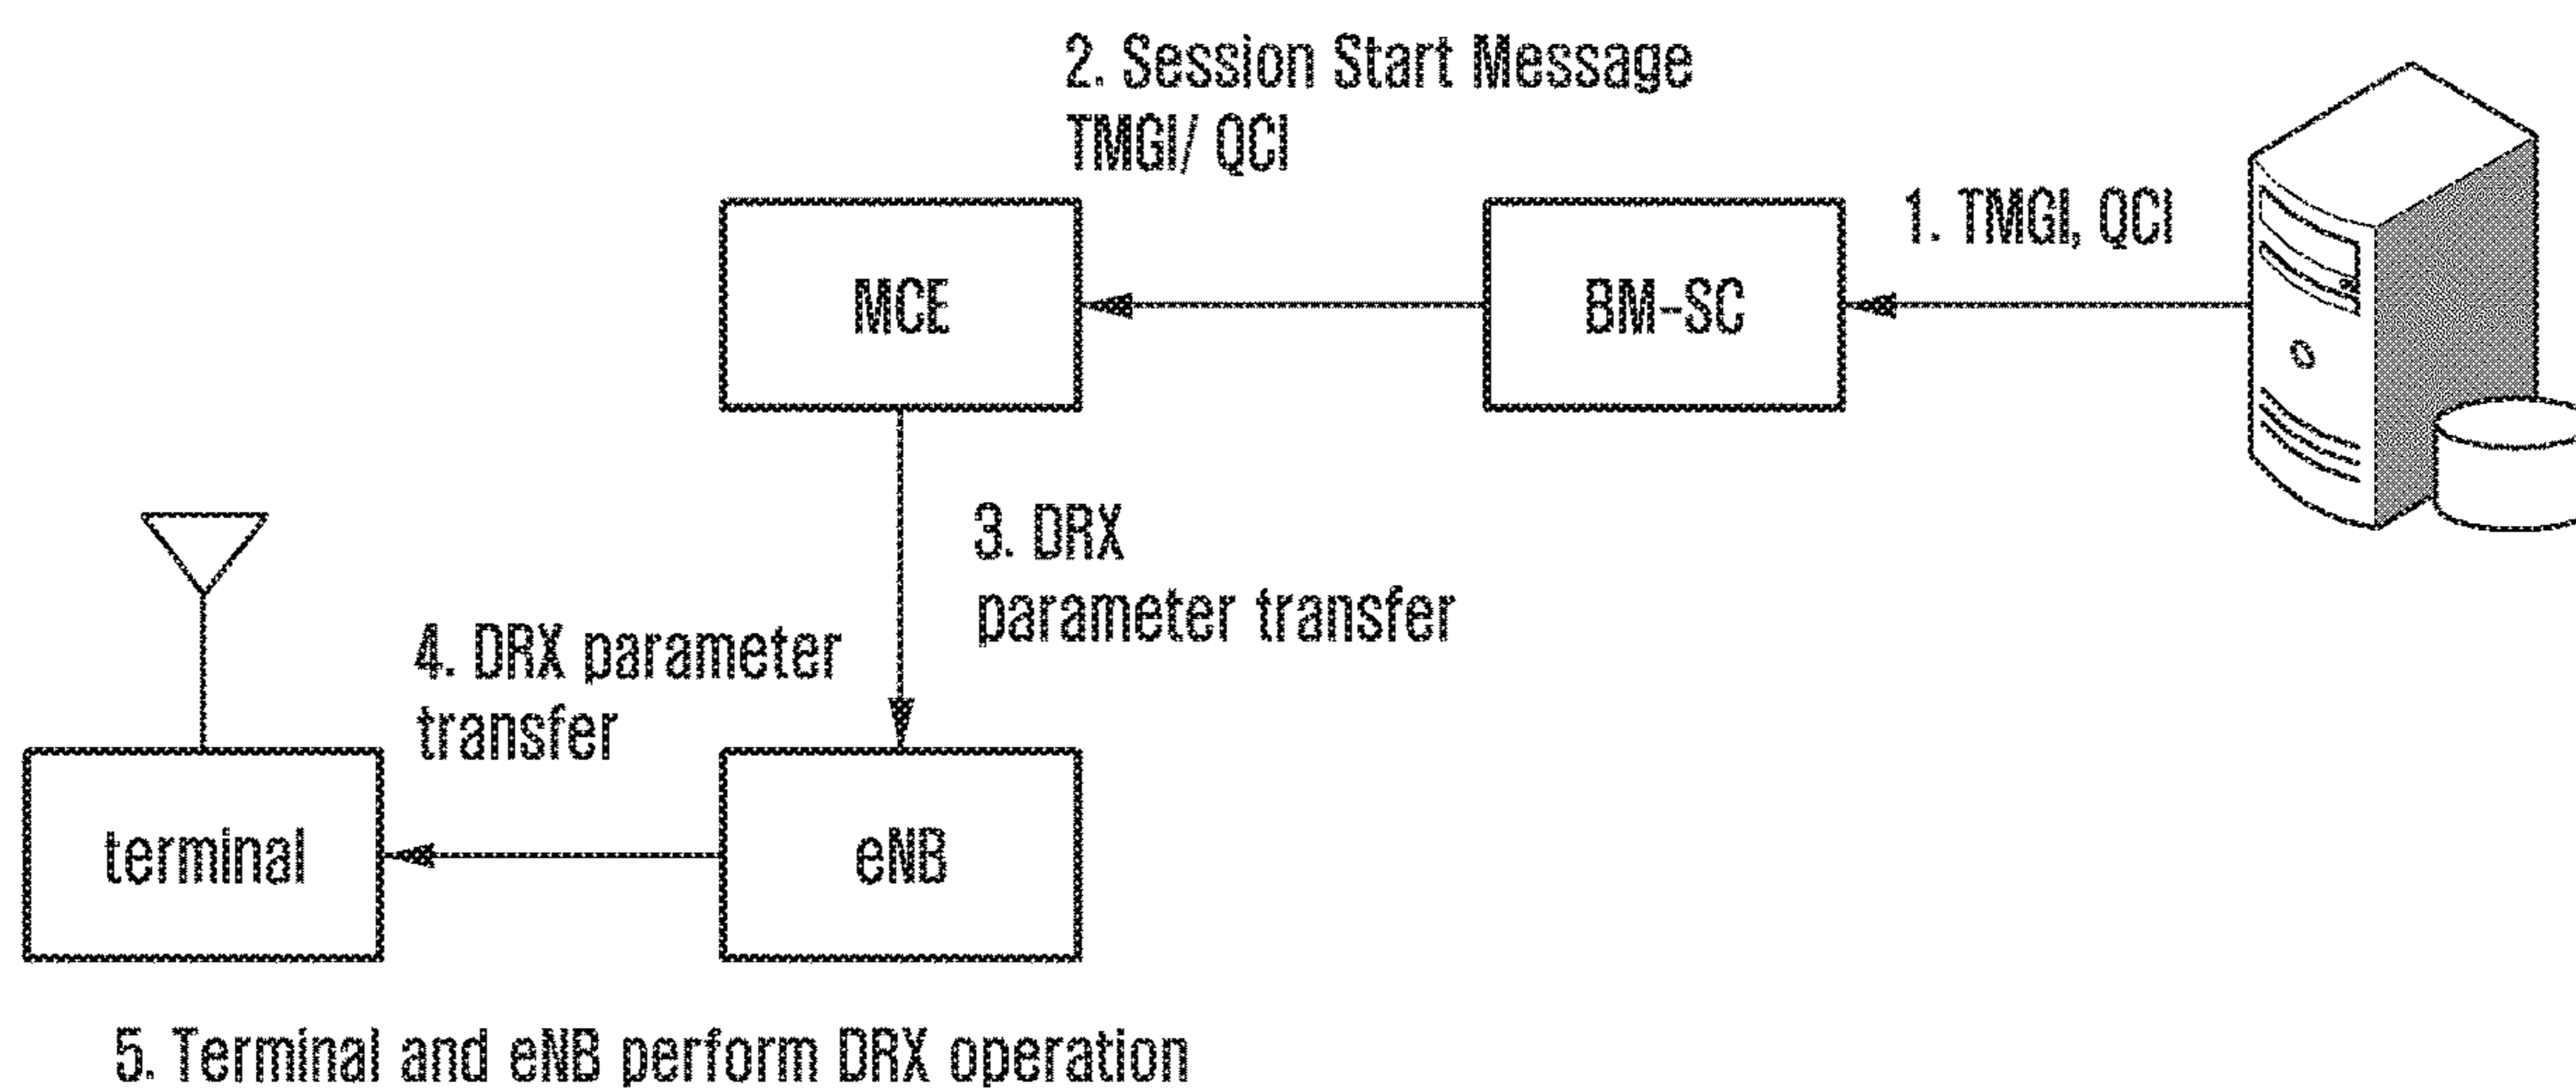 2. Session Start Message
TMGI/ QCI
1. TMGI, QCI
MCE
BM-SC
3. DRX
parameter transfer
4. DRX parameter
transfer
terminal
eNB
5. Terminal and eNB perform DRX operation